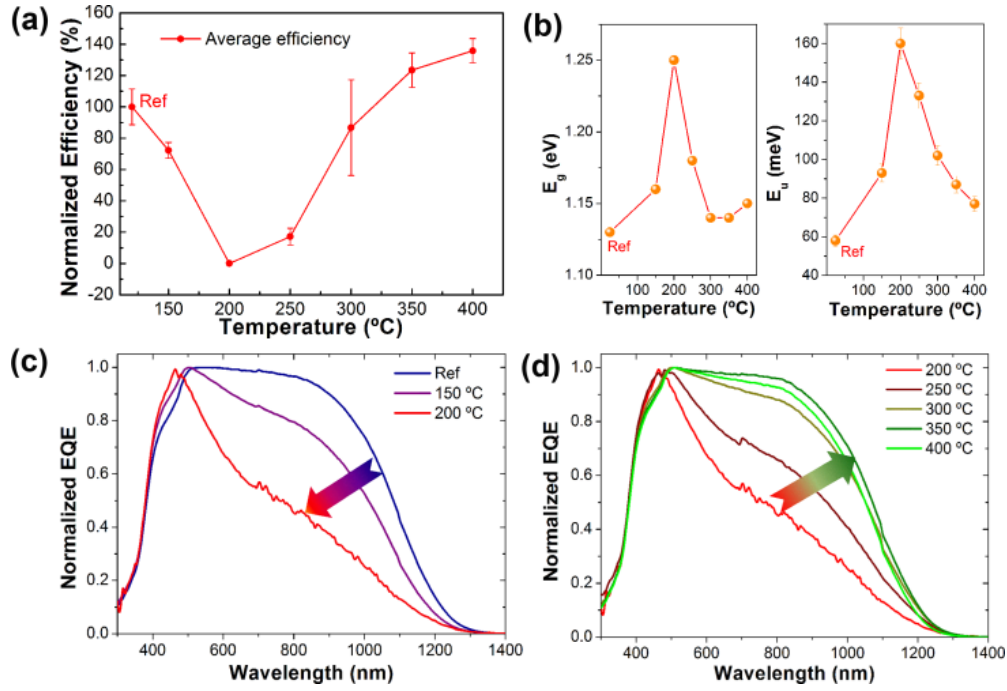 (a)
Normalized Efficiency (%)
160
140
120
100
80
60
40
20
0
-20
Average efficiency
Ref
150
200
250
300
350
400
Temperature (ºC)
(b)
E_g (eV)
1.25
1.20
1.15
1.10
Ref
100
200
300
400
Temperature (ºC)
E_u (meV)
160
140
120
100
80
60
40
Ref
100
200
300
400
Temperature (ºC)
(c)
Normalized EQE
1.0
0.8
0.6
0.4
0.2
0.0
Ref
150 ºC
200 ºC
400
600
800
1000
1200
1400
Wavelength (nm)
(d)
Normalized EQE
1.0
0.8
0.6
0.4
0.2
0.0
200 ºC
250 ºC
300 ºC
350 ºC
400 ºC
400
600
800
1000
1200
1400
Wavelength (nm)